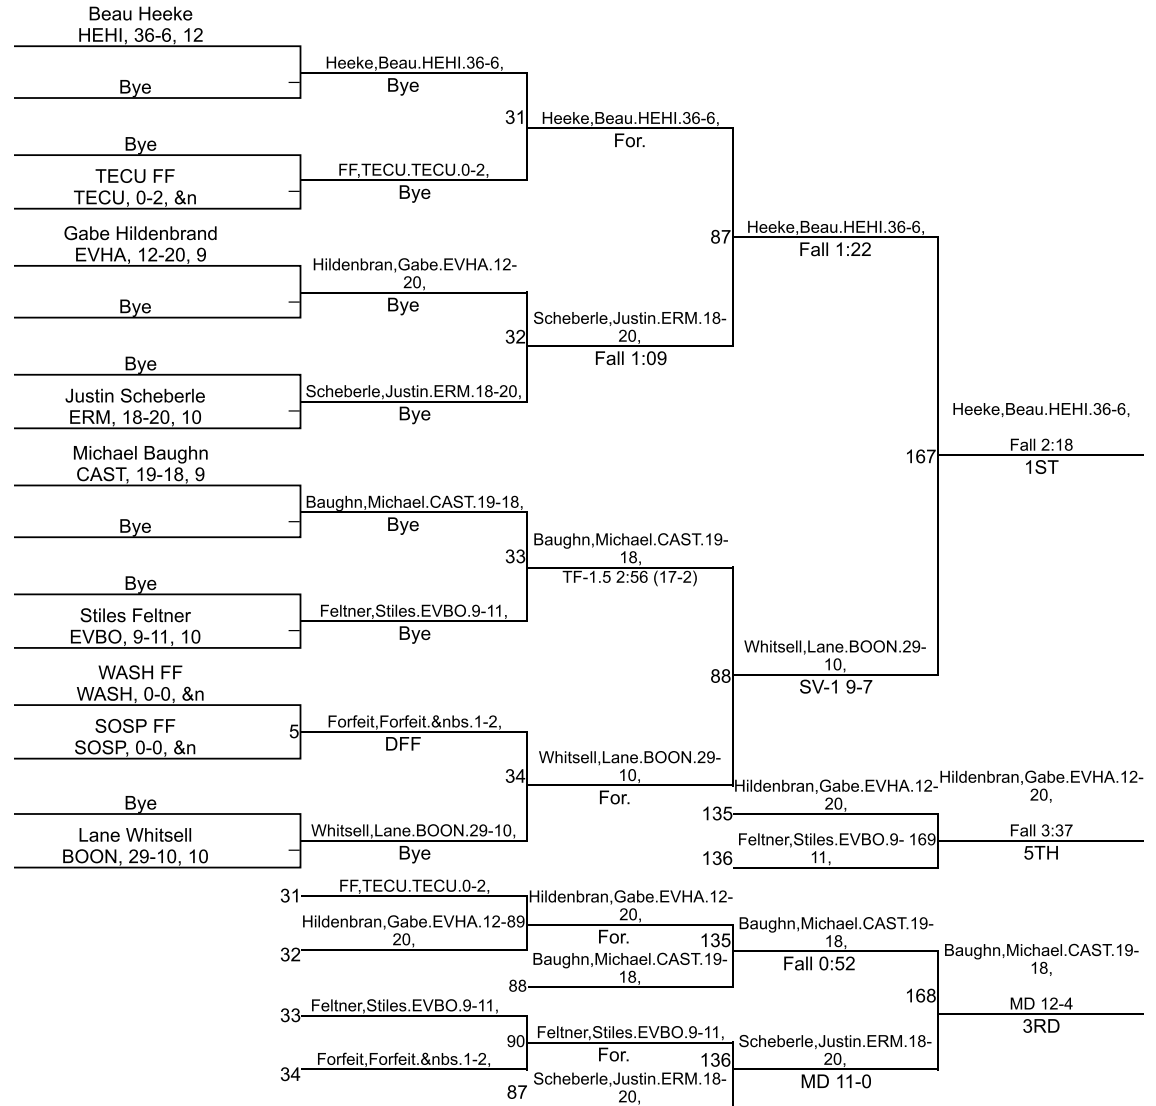 Beau Heeke
HEHI, 36-6, 12
Bye
Heeke,Beau.HEHI.36-6,
Bye
31
Bye
TECU FF
TECU, 0-2, &n
FF,TECU.TECU.0-2,
Bye
Heeke,Beau.HEHI.36-6,
For.
87
Gabe Hildenbrand
EVHA, 12-20, 9
Bye
Hildenbran,Gabe.EVHA.12-
20,
Bye
32
Bye
Justin Scheberle
ERM, 18-20, 10
Scheberle,Justin.ERM.18-20,
Bye
Scheberle,Justin.ERM.18-
20,
Fall 1:09
Heeke,Beau.HEHI.36-6,
Fall 1:22
167
Heeke,Beau.HEHI.36-6,
Fall 2:18
1ST
Michael Baughn
CAST, 19-18, 9
Bye
Baughn,Michael.CAST.19-18,
Bye
33
Bye
Stiles Feltner
EVBO, 9-11, 10
Feltner,Stiles.EVBO.9-11,
Bye
Baughn,Michael.CAST.19-
18,
TF-1.5 2:56 (17-2)
88
WASH FF
WASH, 0-0, &n
SOSP FF
SOSP, 0-0, &n
5
Forfeit,Forfeit.&nbs.1-2,
DFF
34
Bye
Lane Whitsell
BOON, 29-10, 10
Whitsell,Lane.BOON.29-10,
Bye
Whitsell,Lane.BOON.29-
10,
For.
Whitsell,Lane.BOON.29-
10,
SV-1 9-7
Hildenbran,Gabe.EVHA.12-
20,
135
Feltner,Stiles.EVBO.9-
11,
136
169
Hildenbran,Gabe.EVHA.12-
20,
Fall 3:37
5TH
31
FF,TECU.TECU.0-2,
Hildenbran,Gabe.EVHA.12-
20,
32
89
Hildenbran,Gabe.EVHA.12-
20,
For.
Baughn,Michael.CAST.19-
18,
88
135
Baughn,Michael.CAST.19-
18,
Fall 0:52
33
Feltner,Stiles.EVBO.9-11,
34
Forfeit,Forfeit.&nbs.1-2,
90
Feltner,Stiles.EVBO.9-11,
For.
87
Scheberle,Justin.ERM.18-
20,
136
Scheberle,Justin.ERM.18-
20,
MD 11-0
168
Baughn,Michael.CAST.19-
18,
MD 12-4
3RD